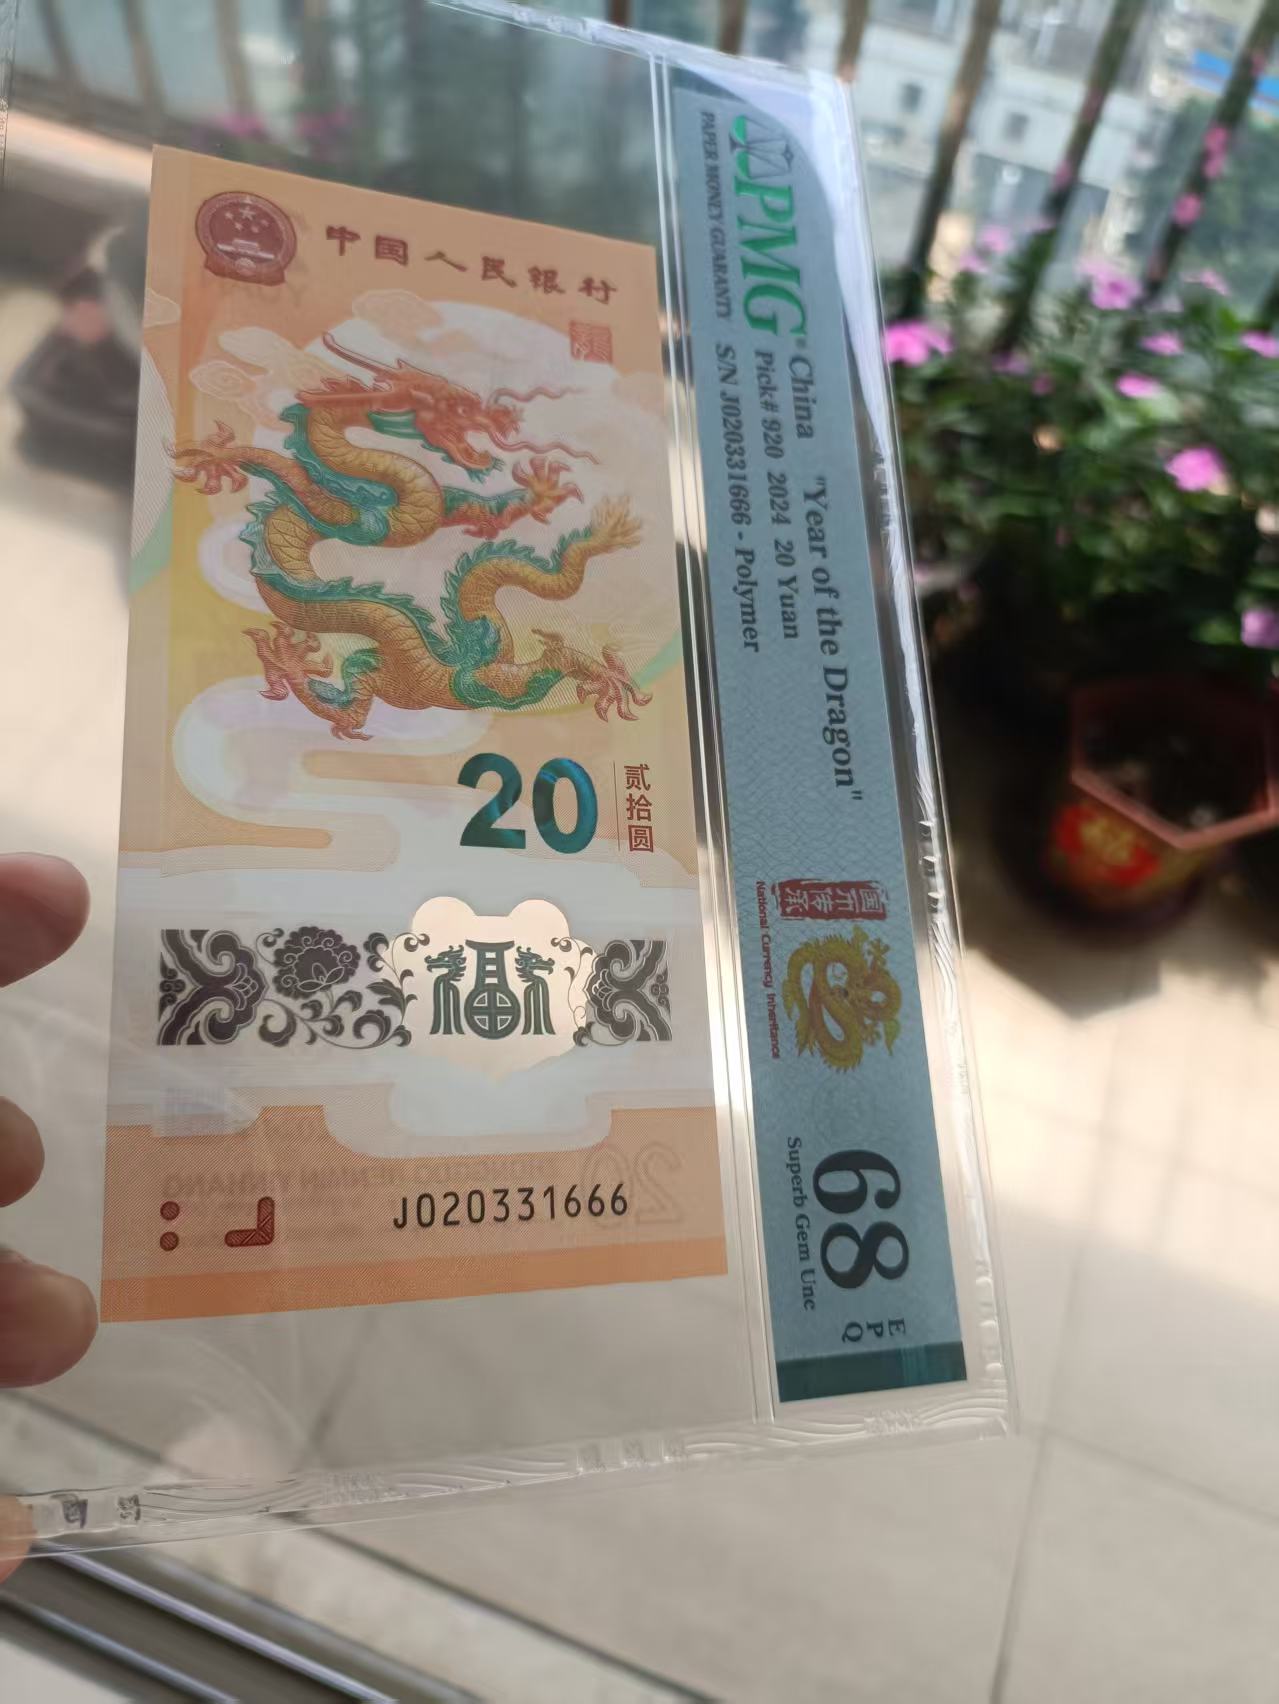 中国人民银行
20
贰拾圆
J020331666
PMG
PAPER MONEY GUARANTY
China "Year of the Dragon"
Pick# 920 2024 20 Yuan
S/N J020331666 - Polymer
国币传承
National Currency Inheritance
68 EPQ
Superb Gem Unc